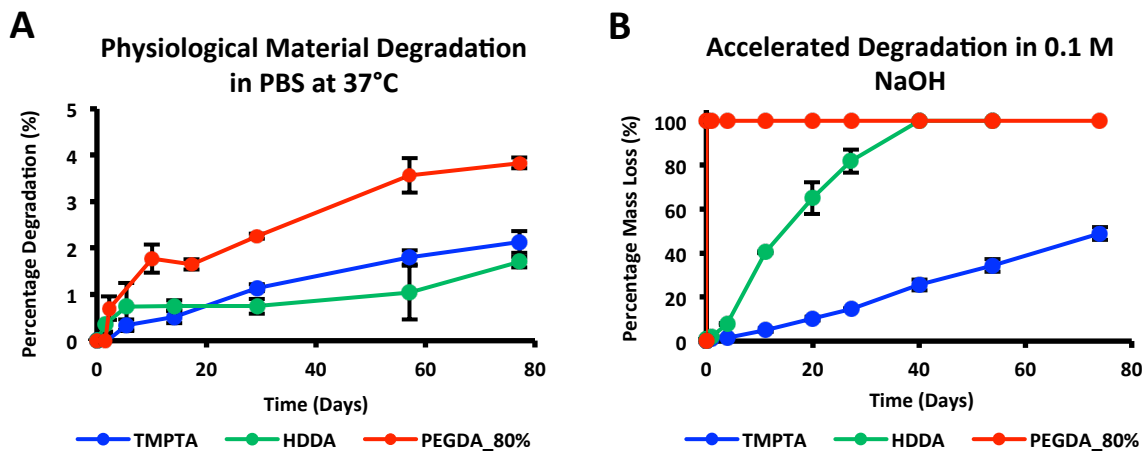 A
Physiological Material Degradation
in PBS at 37°C
Percentage Degradation (%)
5
4
3
2
1
0
0 20 40 60 80
Time (Days)
TMPTA HDDA PEGDA_80%
B
Accelerated Degradation in 0.1 M
NaOH
Percentage Mass Loss (%)
100
80
60
40
20
0
0 20 40 60 80
Time (Days)
TMPTA HDDA PEGDA_80%